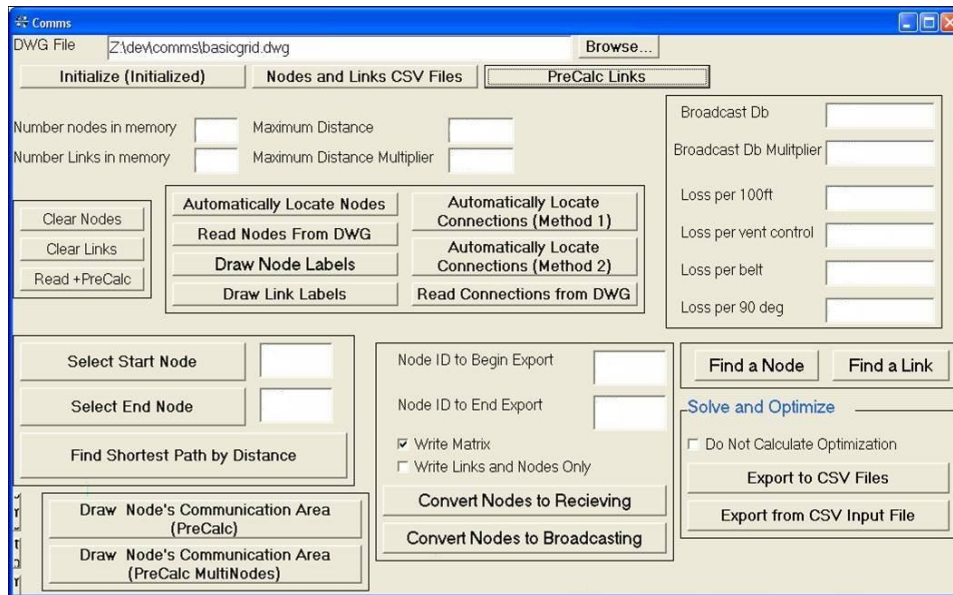 Comms
DWG File Z:\dev\comms\basicgrid.dwg Browse...
Initialize (Initialized) Nodes and Links CSV Files PreCalc Links
Number nodes in memory Maximum Distance
Number Links in memory Maximum Distance Multiplier
Broadcast Db
Broadcast Db Mulitplier
Loss per 100ft
Loss per vent control
Loss per belt
Loss per 90 deg
Clear Nodes
Clear Links
Read +PreCalc
Automatically Locate Nodes
Read Nodes From DWG
Draw Node Labels
Draw Link Labels
Automatically Locate
Connections (Method 1)
Automatically Locate
Connections (Method 2)
Read Connections from DWG
Select Start Node
Select End Node
Find Shortest Path by Distance
Node ID to Begin Export
Node ID to End Export
Write Matrix
Write Links and Nodes Only
Convert Nodes to Recieving
Convert Nodes to Broadcasting
Find a Node Find a Link
Solve and Optimize
Do Not Calculate Optimization
Export to CSV Files
Export from CSV Input File
Draw Node's Communication Area
(PreCalc)
Draw Node's Communication Area
(PreCalc MultiNodes)